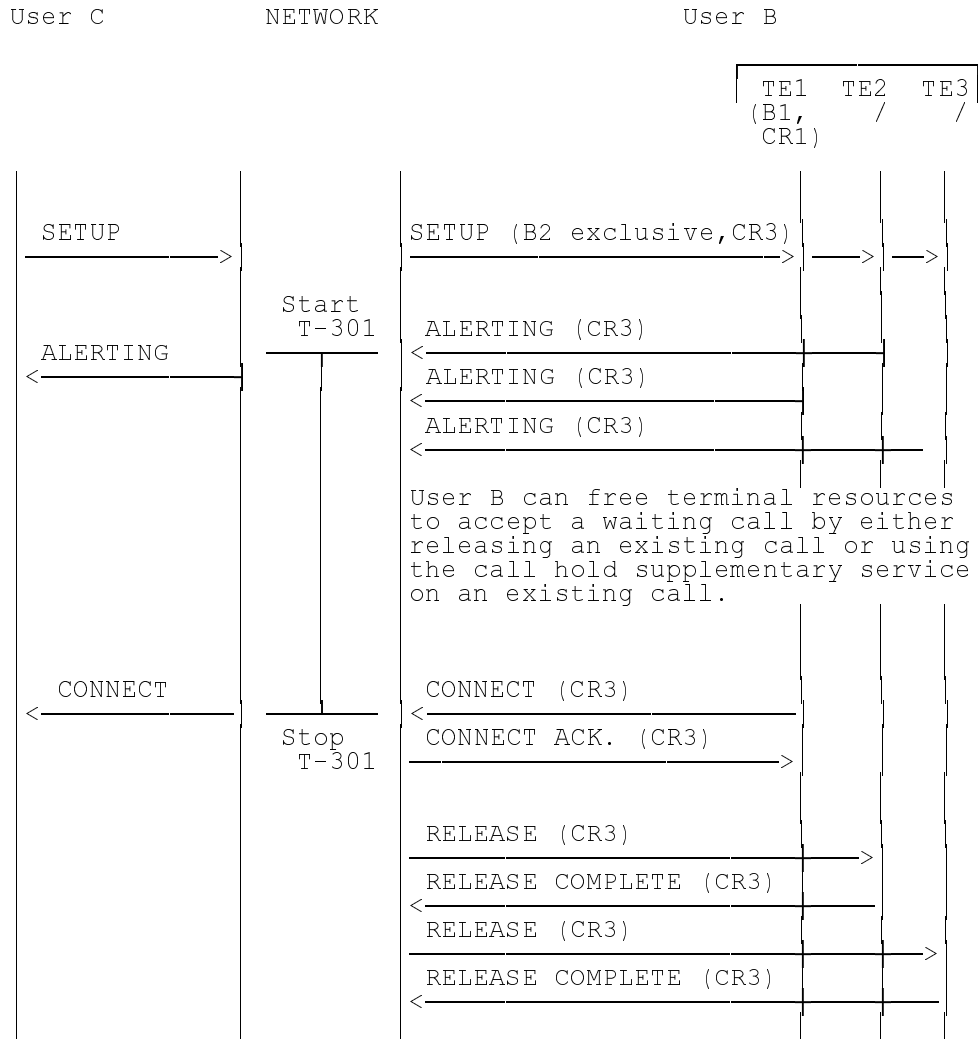 User C NETWORK User B
TE1 TE2 TE3
(B1, / /
CR1)
SETUP SETUP (B2 exclusive,CR3)
Start
T-301 ALERTING (CR3)
ALERTING
ALERTING (CR3)
ALERTING (CR3)
User B can free terminal resources
to accept a waiting call by either
releasing an existing call or using
the call hold supplementary service
on an existing call.
CONNECT CONNECT (CR3)
Stop CONNECT ACK. (CR3)
T-301
RELEASE (CR3)
RELEASE COMPLETE (CR3)
RELEASE (CR3)
RELEASE COMPLETE (CR3)